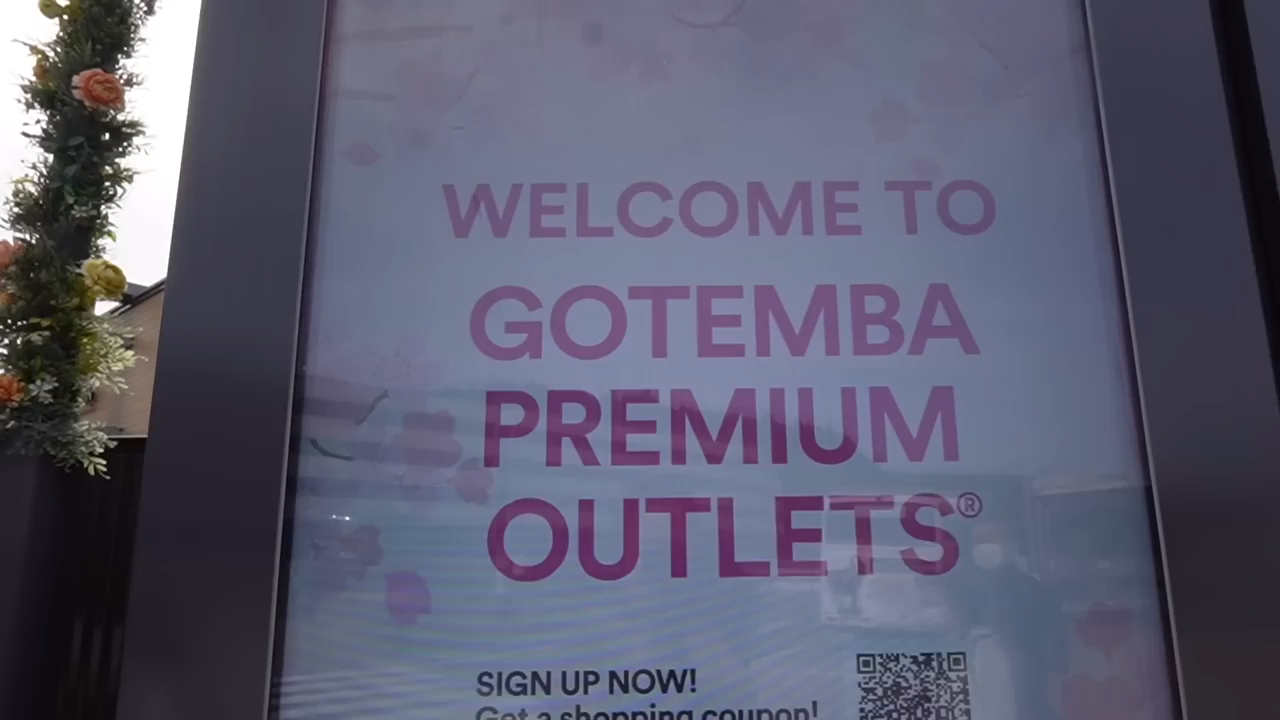 WELCOME TO
GOTEMBA
PREMIUM
OUTLETS®
SIGN UP NOW!
Get a shopping coupon!